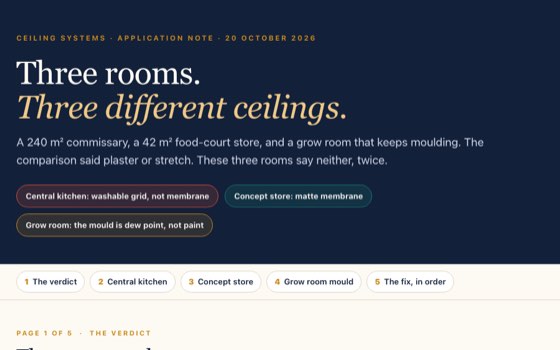 CEILING SYSTEMS · APPLICATION NOTE · 20 OCTOBER 2026
Three rooms.
Three different ceilings.
A 240 m² commissary, a 42 m² food-court store, and a grow room that keeps moulding. The
comparison said plaster or stretch. These three rooms say neither, twice.
Central kitchen: washable grid, not membrane
Concept store: matte membrane
Grow room: the mould is dew point, not paint
1 The verdict
2 Central kitchen
3 Concept store
4 Grow room mould
5 The fix, in order
PAGE 1 OF 5 · THE VERDICT